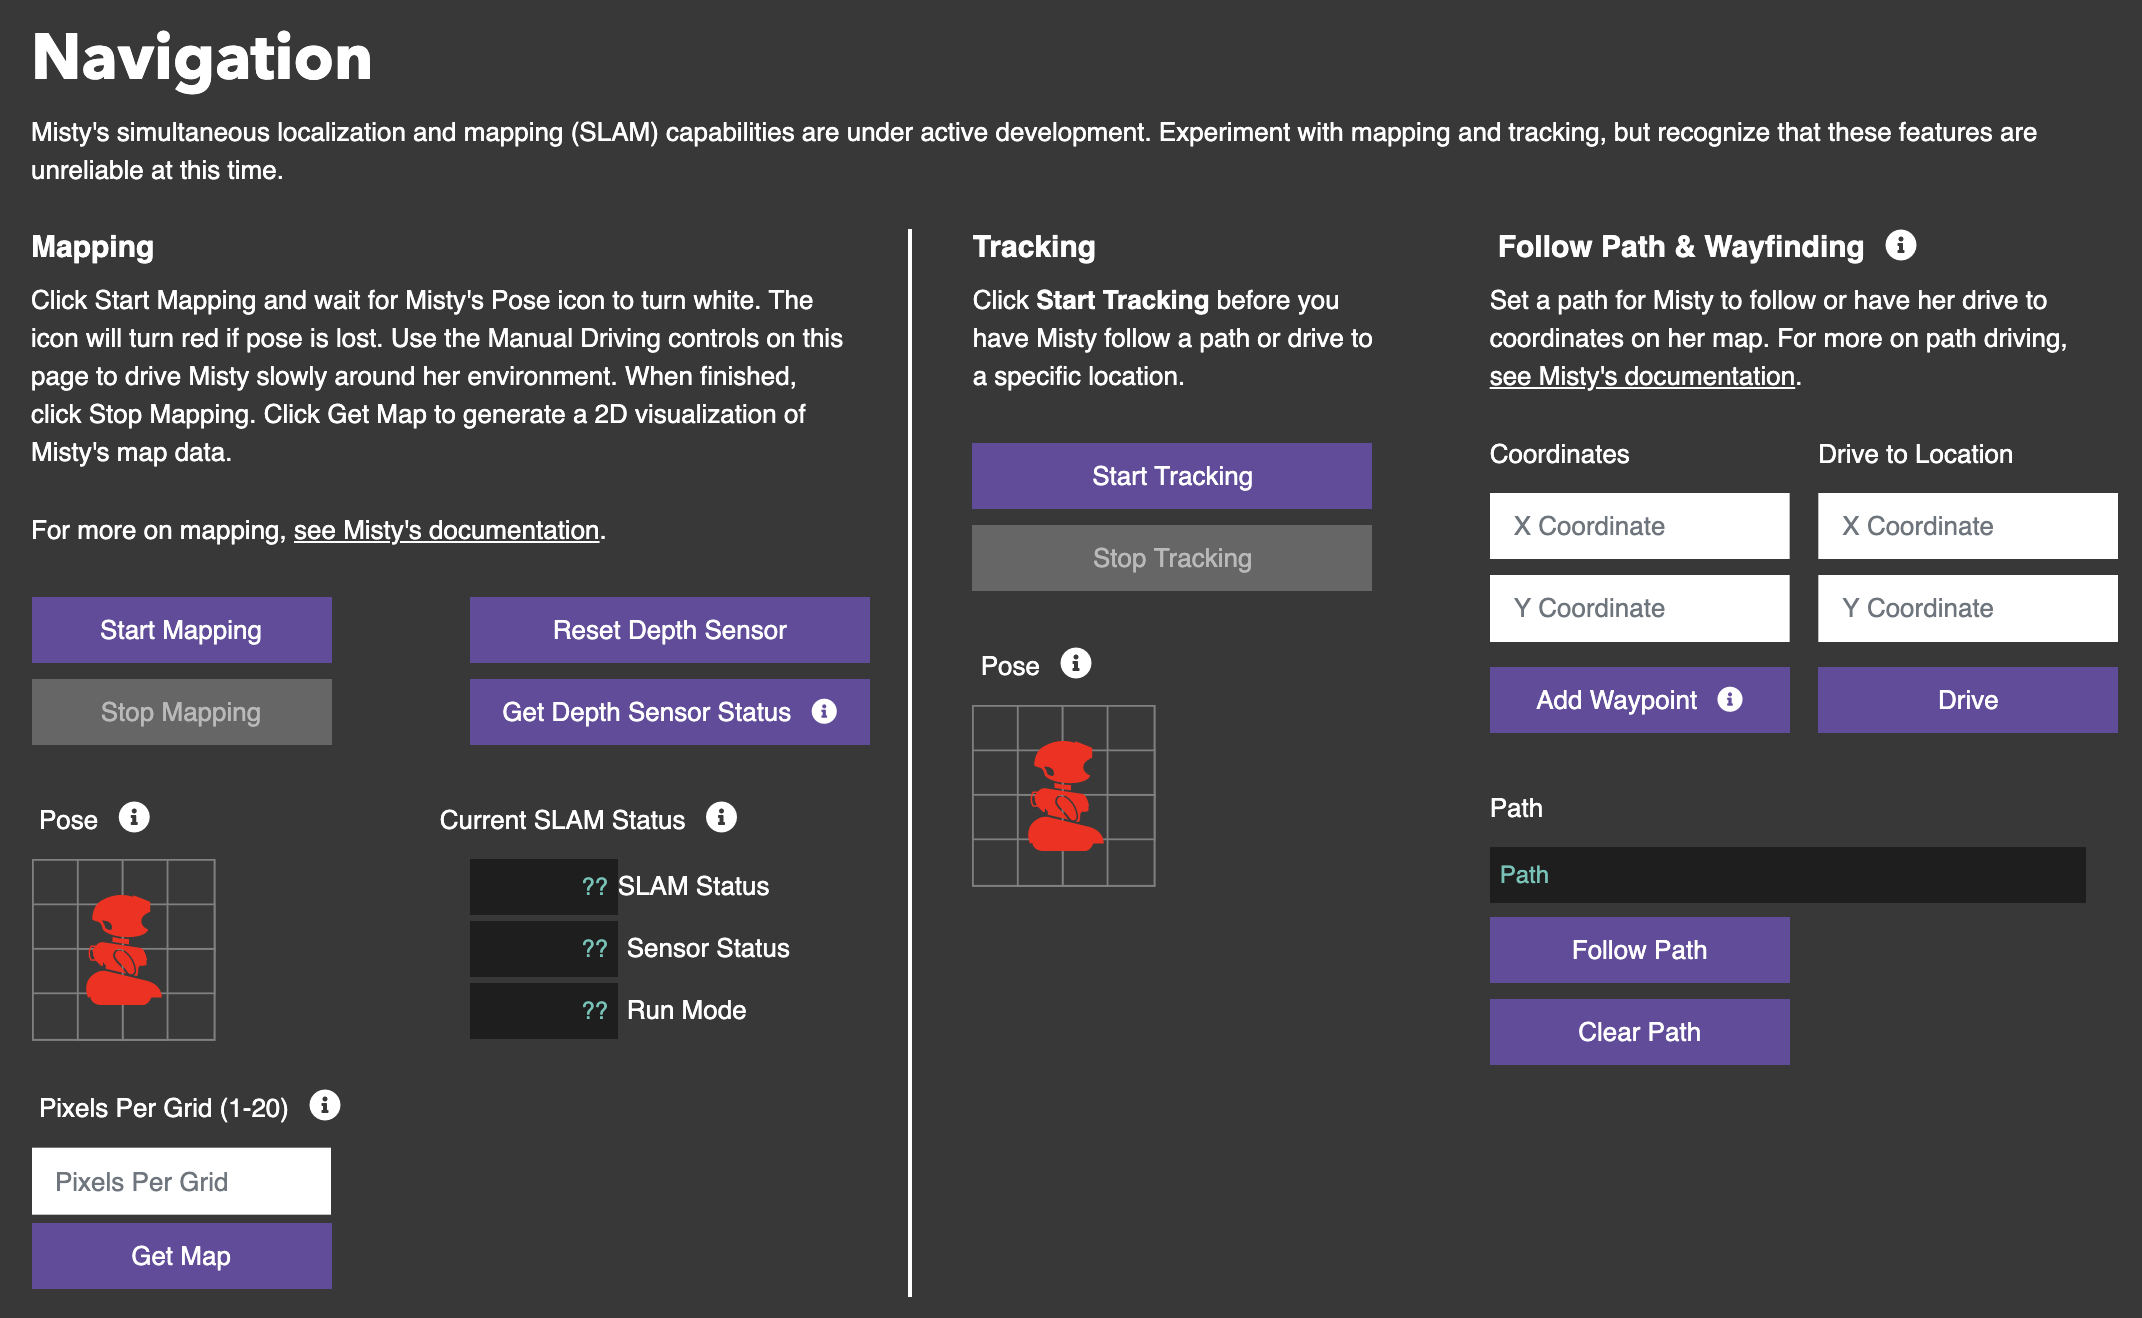 Navigation
Misty's simultaneous localization and mapping (SLAM) capabilities are under active development. Experiment with mapping and tracking, but recognize that these features are
unreliable at this time.
Mapping
Click Start Mapping and wait for Misty's Pose icon to turn white. The
icon will turn red if pose is lost. Use the Manual Driving controls on this
page to drive Misty slowly around her environment. When finished,
click Stop Mapping. Click Get Map to generate a 2D visualization of
Misty's map data.
For more on mapping, see Misty's documentation.
Start Mapping
Reset Depth Sensor
Stop Mapping
Get Depth Sensor Status
Pose
Current SLAM Status
?? SLAM Status
?? Sensor Status
?? Run Mode
Pixels Per Grid (1-20)
Pixels Per Grid
Get Map
Tracking
Click Start Tracking before you
have Misty follow a path or drive to
a specific location.
Start Tracking
Stop Tracking
Pose
Follow Path & Wayfinding
Set a path for Misty to follow or have her drive to
coordinates on her map. For more on path driving,
see Misty's documentation.
Coordinates
Drive to Location
X Coordinate
X Coordinate
Y Coordinate
Y Coordinate
Add Waypoint
Drive
Path
Path
Follow Path
Clear Path